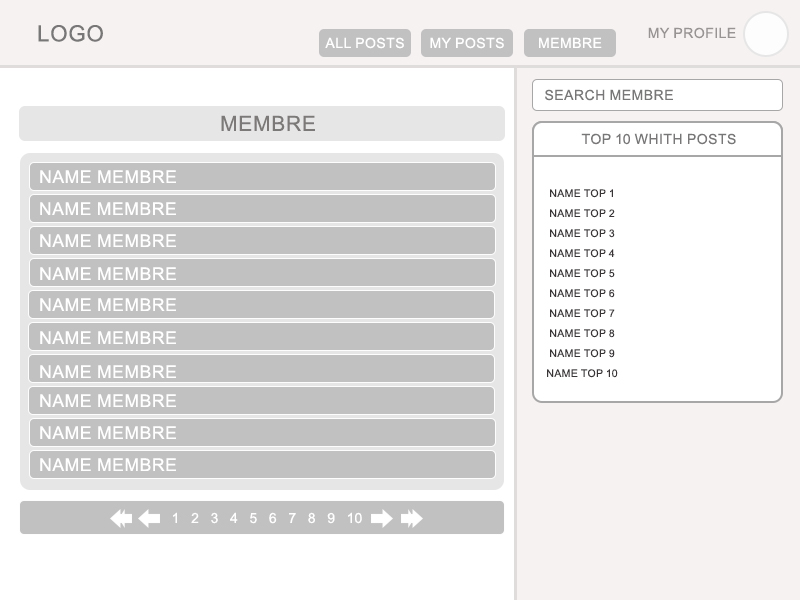 LOGO
ALL POSTS
MY POSTS
MEMBRE
MY PROFILE
MEMBRE
NAME MEMBRE
NAME MEMBRE
NAME MEMBRE
NAME MEMBRE
NAME MEMBRE
NAME MEMBRE
NAME MEMBRE
NAME MEMBRE
NAME MEMBRE
NAME MEMBRE
1 2 3 4 5 6 7 8 9 10
SEARCH MEMBRE
TOP 10 WHITH POSTS
NAME TOP 1
NAME TOP 2
NAME TOP 3
NAME TOP 4
NAME TOP 5
NAME TOP 6
NAME TOP 7
NAME TOP 8
NAME TOP 9
NAME TOP 10